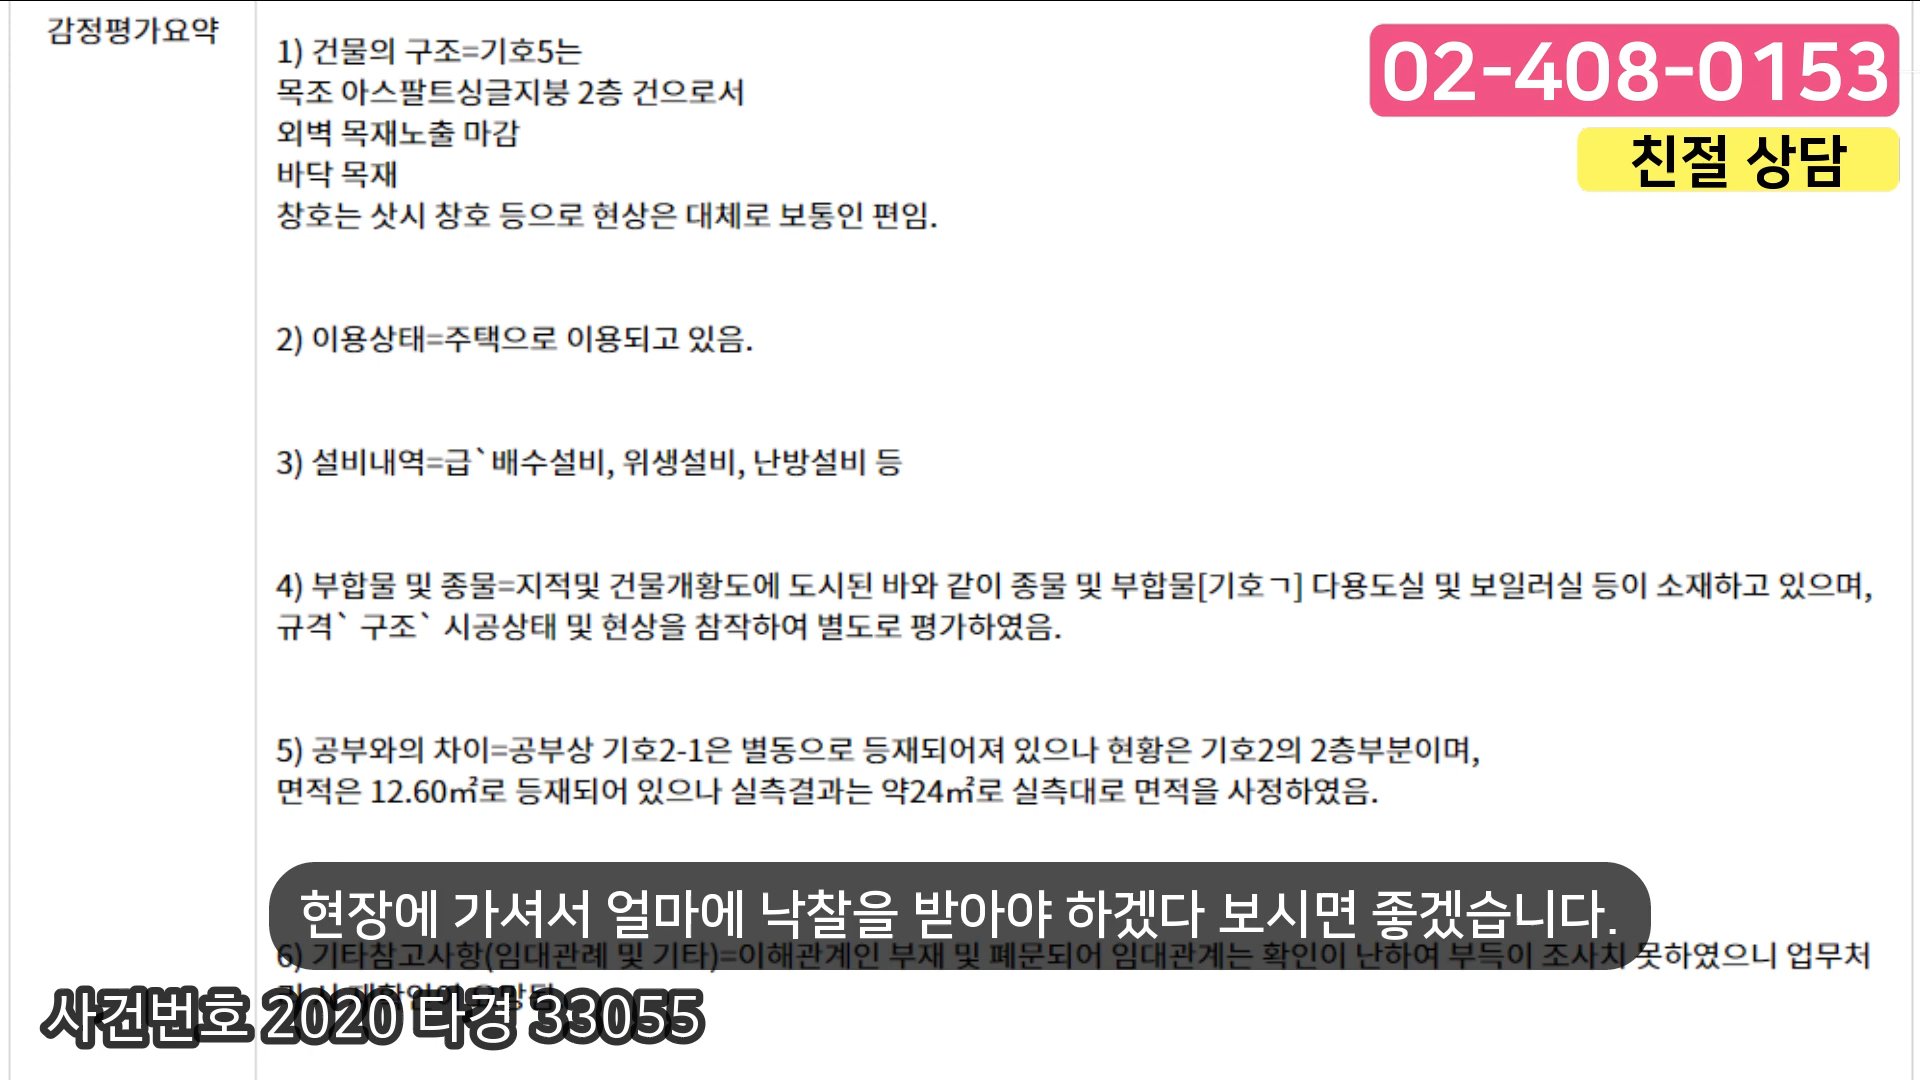 감정평가요약
1) 건물의 구조=기호5는
목조 아스팔트싱글지붕 2층 건으로서
외벽 목재노출 마감
바닥 목재
창호는 삿시 창호 등으로 현상은 대체로 보통인 편임.
02-408-0153
친절 상담
2) 이용상태=주택으로 이용되고 있음.
3) 설비내역=급`배수설비, 위생설비, 난방설비 등
4) 부합물 및 종물=지적및 건물개황도에 도시된 바와 같이 종물 및 부합물[기호ㄱ] 다용도실 및 보일러실 등이 소재하고 있으며,
규격` 구조` 시공상태 및 현상을 참작하여 별도로 평가하였음.
5) 공부와의 차이=공부상 기호2-1은 별동으로 등재되어져 있으나 현황은 기호2의 2층부분이며,
면적은 12.60㎡로 등재되어 있으나 실측결과는 약24㎡로 실측대로 면적을 사정하였음.
현장에 가셔서 얼마에 낙찰을 받아야 하겠다 보시면 좋겠습니다.
6) 기타참고사항(임대관례 및 기타)=이해관계인 부재 및 폐문되어 임대관계는 확인이 난하여 부득이 조사치 못하였으니 업무처
사건번호 2020 타경 33055